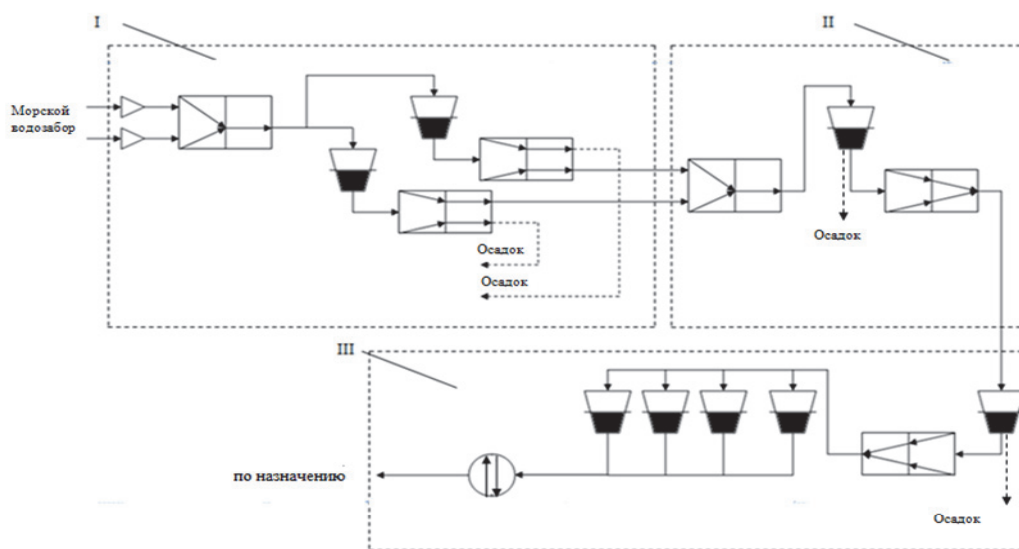 I
II
Морской
водозабор
Осадок
Осадок
Осадок
III
по назначению
Осадок